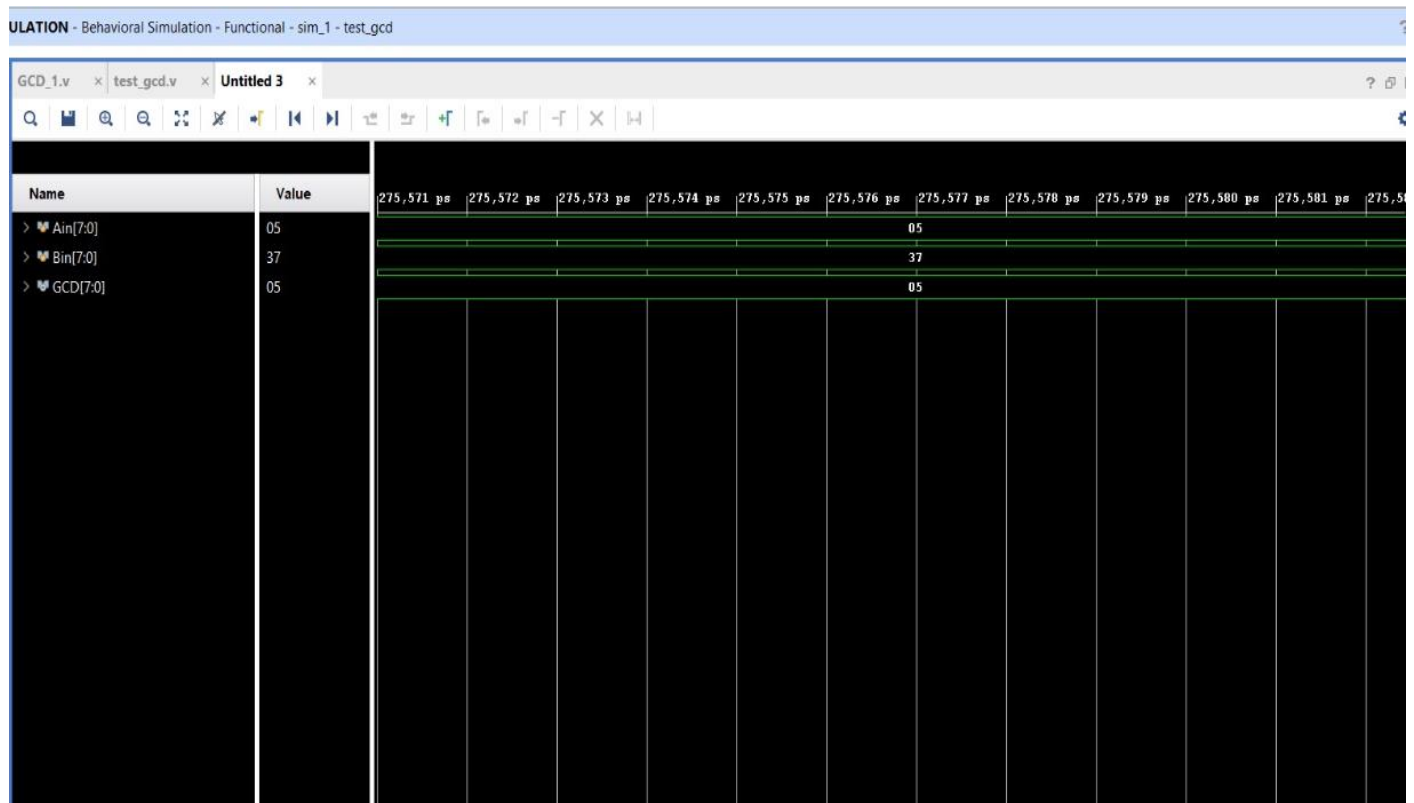 ULATION - Behavioral Simulation - Functional - sim_1 - test_gcd
GCD_1.v × test_gcd.v × Untitled 3 ×
Name Value 275,571 ps 275,572 ps 275,573 ps 275,574 ps 275,575 ps 275,576 ps 275,577 ps 275,578 ps 275,579 ps 275,580 ps 275,581 ps 275,5
Ain[7:0] 05 05
Bin[7:0] 37 37
GCD[7:0] 05 05